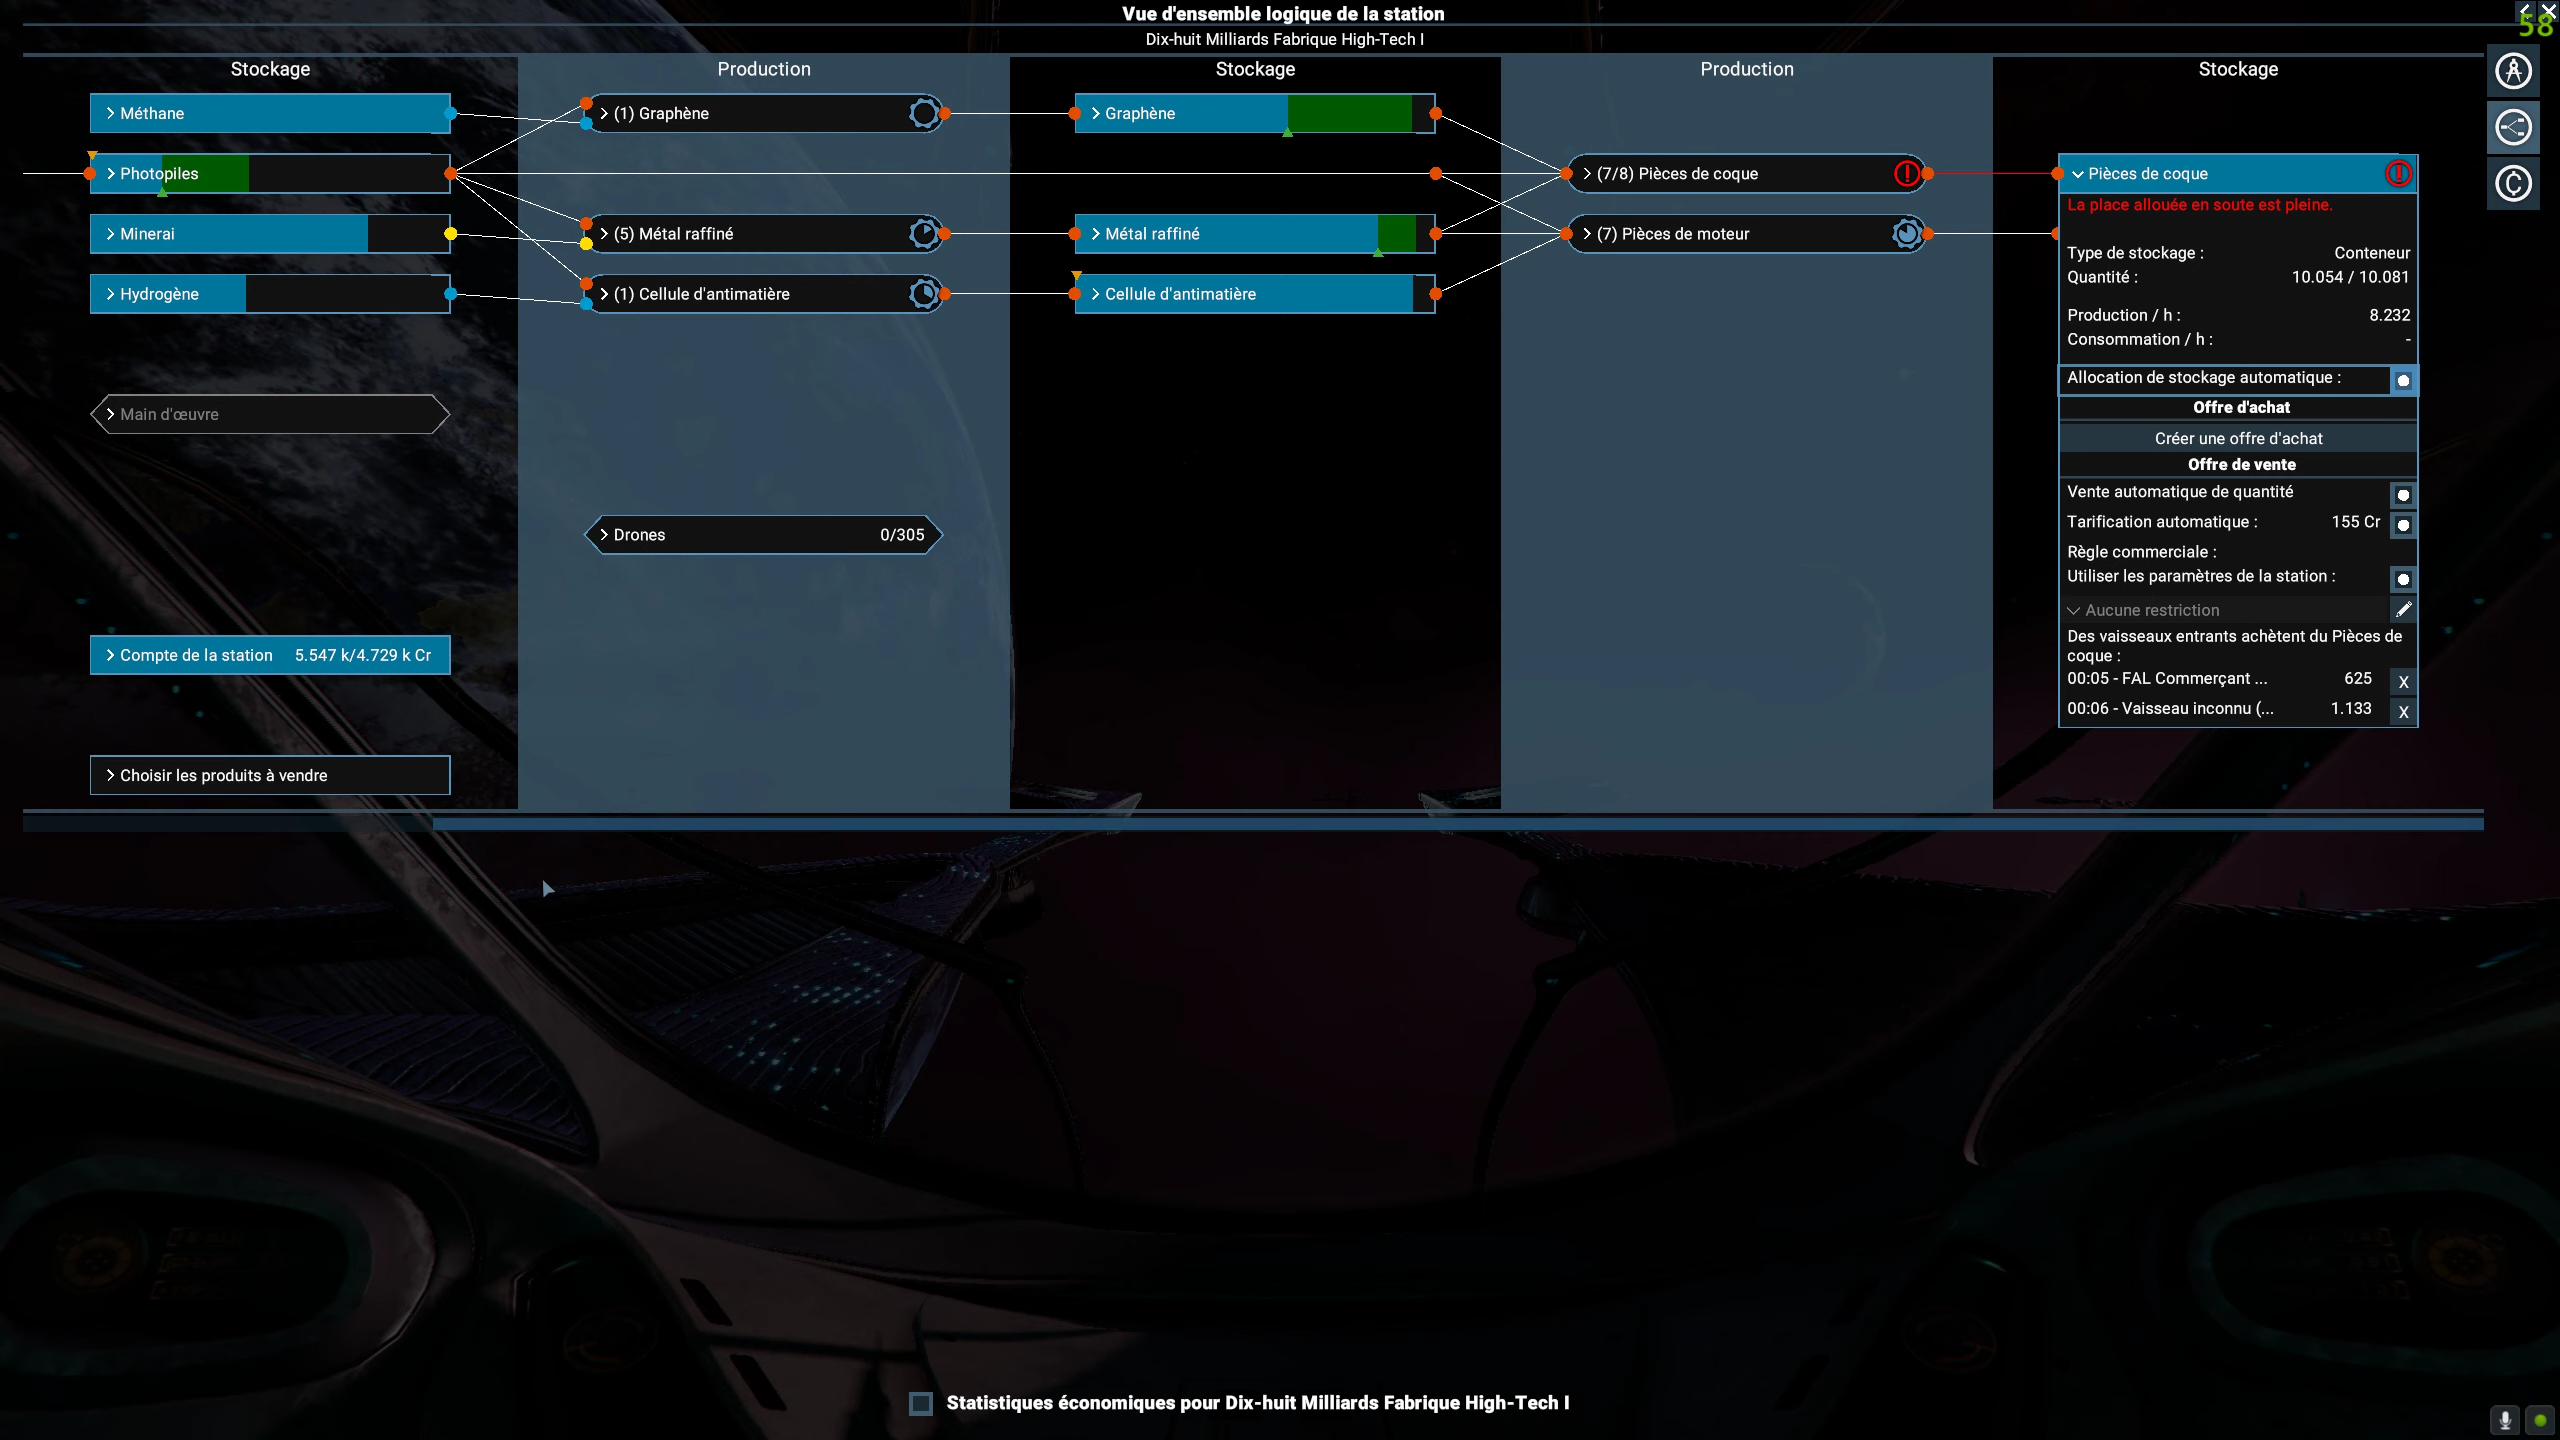 Vue d'ensemble logique de la station
58
Dix-huit Milliards Fabrique High-Tech I
Stockage
Production
Stockage
Production
Stockage
Méthane
(1) Graphène
Graphène
Photopiles
(7/8) Pièces de coque
Pièces de coque
La place allouée en soute est pleine.
Minerai
(5) Métal raffiné
Métal raffiné
(7) Pièces de moteur
Type de stockage : Conteneur
Quantité : 10.054 / 10.081
Hydrogène
(1) Cellule d'antimatière
Cellule d'antimatière
Production / h : 8.232
Consommation / h : -
Allocation de stockage automatique :
Offre d'achat
Main d'œuvre
Créer une offre d'achat
Offre de vente
Vente automatique de quantité
Tarification automatique : 155 Cr
Drones 0/305
Règle commerciale :
Utiliser les paramètres de la station :
Aucune restriction
Des vaisseaux entrants achètent du Pièces de
coque :
Compte de la station 5.547 k/4.729 k Cr
00:05 - FAL Commerçant ... 625 X
00:06 - Vaisseau inconnu (... 1.133 X
Choisir les produits à vendre
Statistiques économiques pour Dix-huit Milliards Fabrique High-Tech I